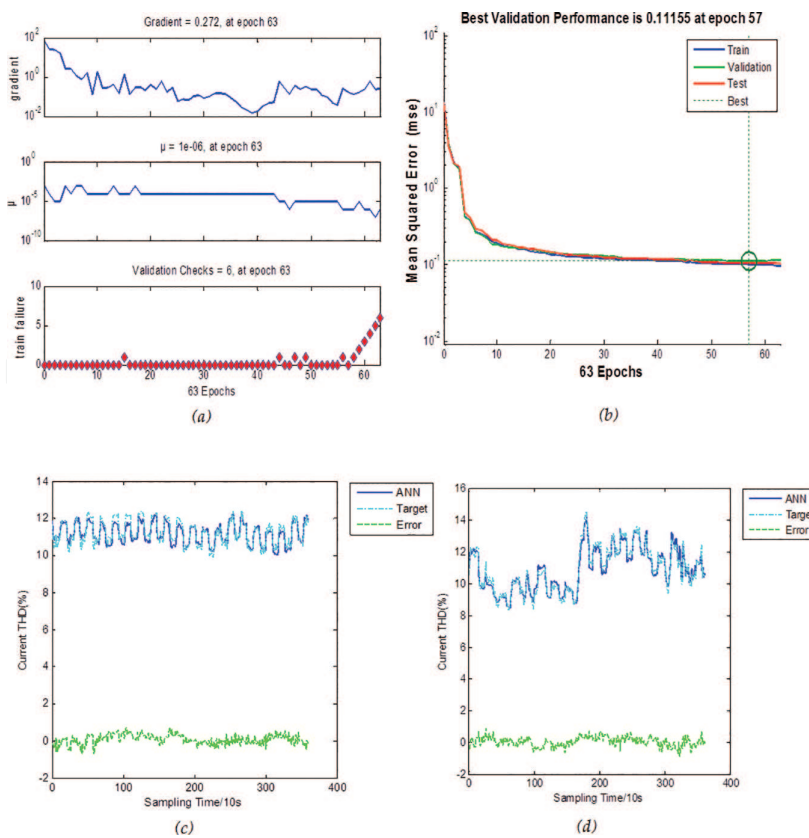 Gradient = 0.272, at epoch 63
gradient
10^2
10^0
10^-2
μ = 1e-06, at epoch 63
μ
10^0
10^-5
10^-10
Validation Checks = 6, at epoch 63
train failure
10
5
0
0 10 20 30 40 50 60
63 Epochs
(a)
Best Validation Performance is 0.11155 at epoch 57
Train
Validation
Test
Best
Mean Squared Error (mse)
10^2
10^1
10^0
10^-1
10^-2
0 10 20 30 40 50 60
63 Epochs
(b)
ANN
Target
Error
Current THD(%)
14
12
10
8
6
4
2
0
-2
0 100 200 300 400
Sampling Time/10s
(c)
ANN
Target
Error
Current THD(%)
16
14
12
10
8
6
4
2
0
-2
0 100 200 300 400
Sampling Time/10s
(d)